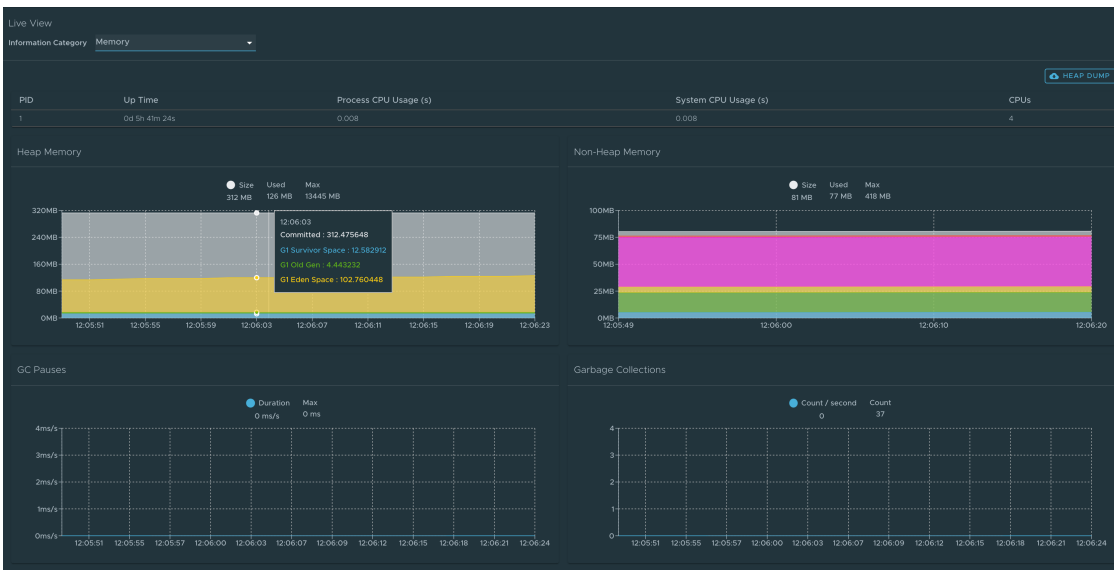 Live View
Information Category Memory
HEAP DUMP
PID Up Time Process CPU Usage (s) System CPU Usage (s) CPUs
1 0d 5h 41m 24s 0.008 0.008 4
Heap Memory
Size Used Max
312 MB 126 MB 13445 MB
320MB
240MB
160MB
80MB
0MB
12:06:03
Committed : 312.475648
G1 Survivor Space : 12.582912
G1 Old Gen : 4.443232
G1 Eden Space : 102.760448
12:05:51 12:05:55 12:05:59 12:06:03 12:06:07 12:06:11 12:06:15 12:06:19 12:06:23
Non-Heap Memory
Size Used Max
81 MB 77 MB 418 MB
100MB
75MB
50MB
25MB
0MB
12:05:49 12:06:00 12:06:10 12:06:20
GC Pauses
Duration Max
0 ms/s 0 ms
4ms/s
3ms/s
2ms/s
1ms/s
0ms/s
12:05:51 12:05:55 12:05:57 12:06:00 12:06:03 12:06:07 12:06:09 12:06:12 12:06:15 12:06:18 12:06:21 12:06:24
Garbage Collections
Count / second Count
0 37
4
3
2
1
0
12:05:51 12:05:55 12:05:57 12:06:00 12:06:03 12:06:07 12:06:09 12:06:12 12:06:15 12:06:18 12:06:21 12:06:24